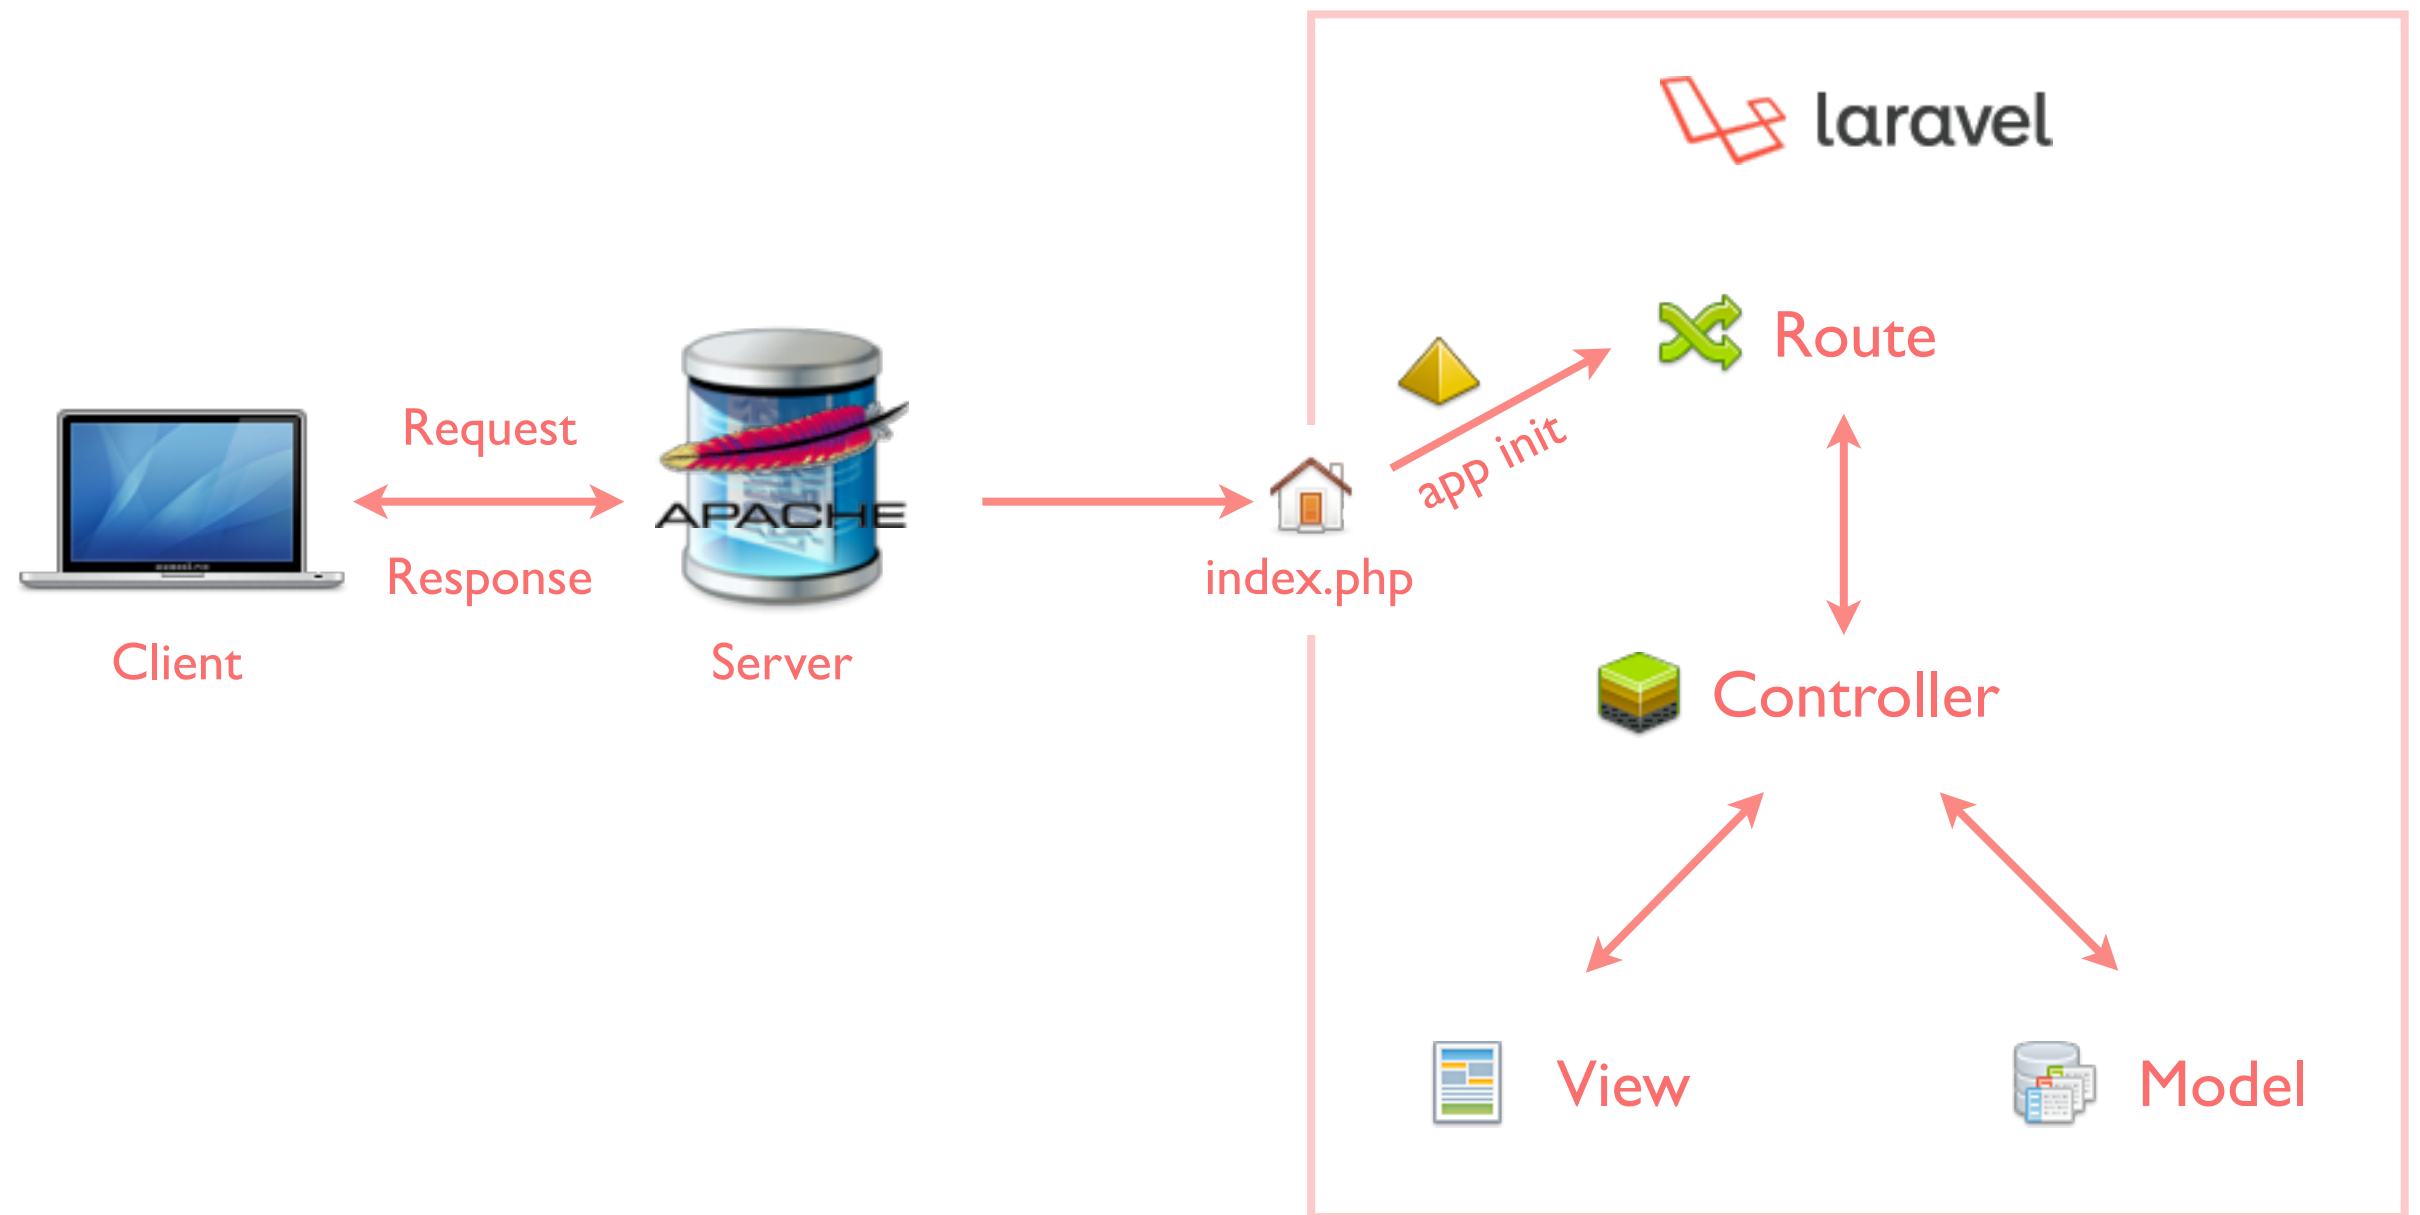 laravel
Route
app init
Request
APACHE
Response
index.php
Client
Server
Controller
View
Model